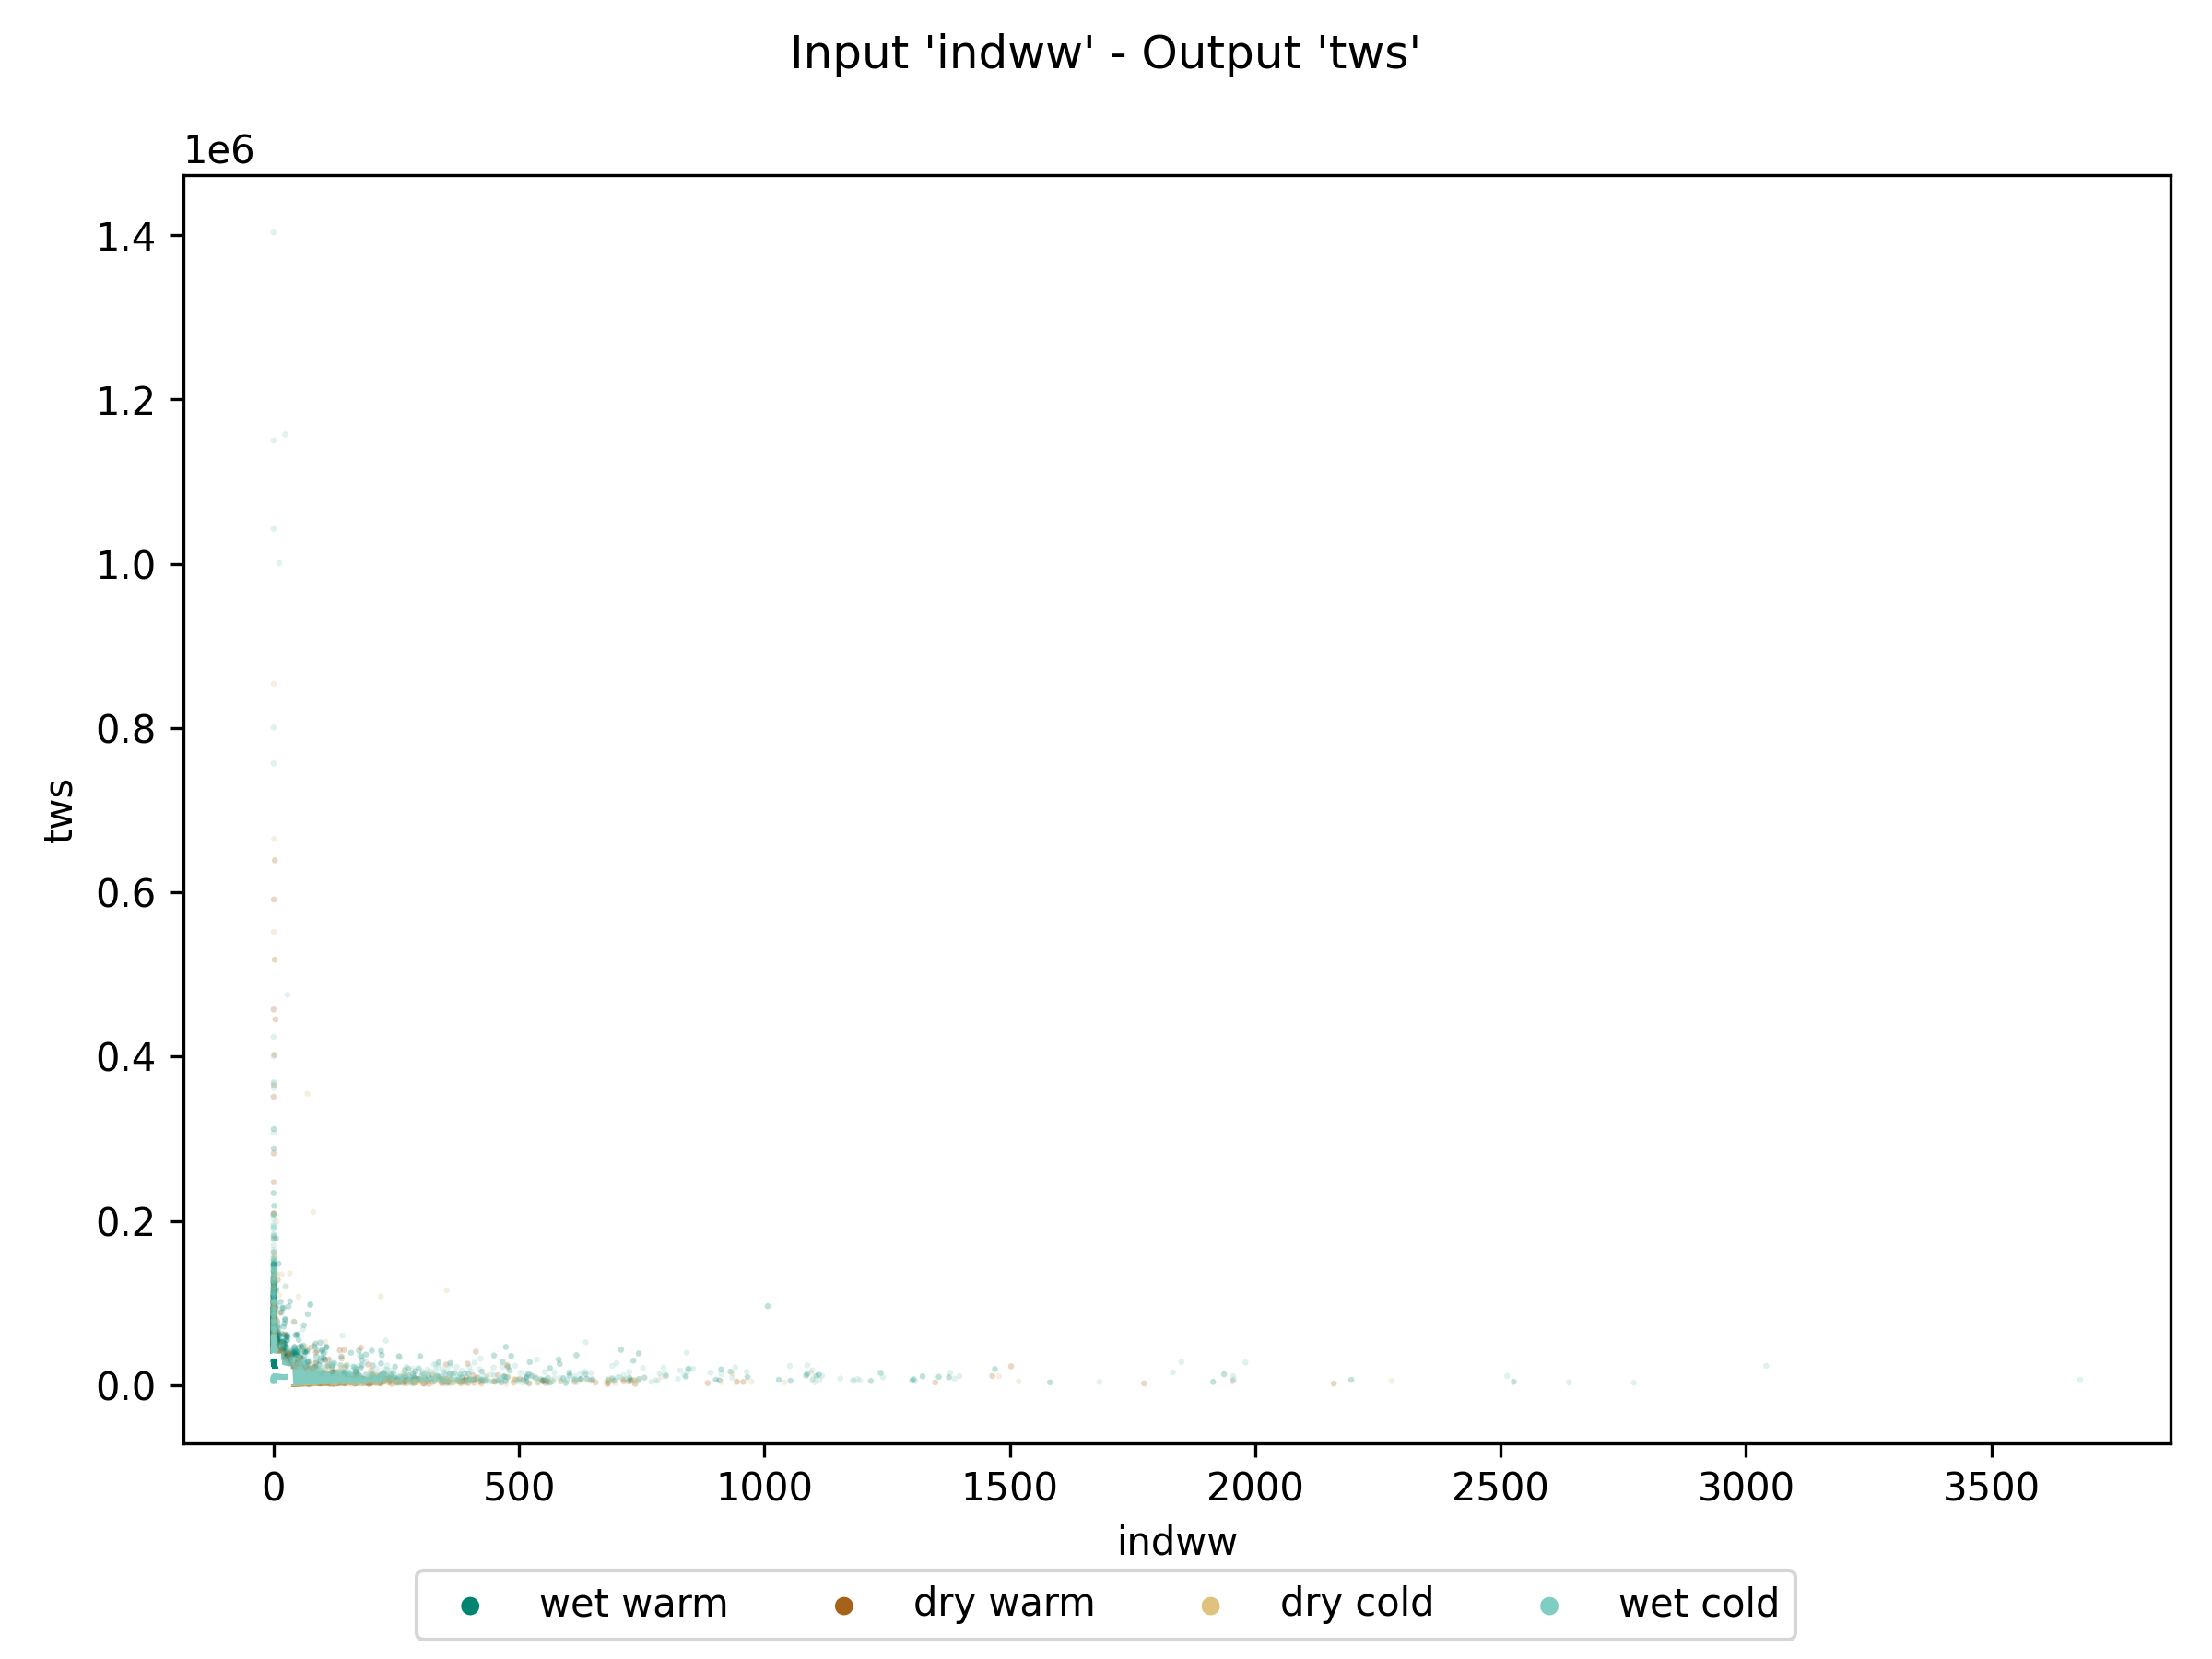 Input 'indww' - Output 'tws'
1e6
1.4
1.2
1.0
0.8
0.6
0.4
0.2
0.0
tws
0 500 1000 1500 2000 2500 3000 3500
indww
wet warm dry warm dry cold wet cold